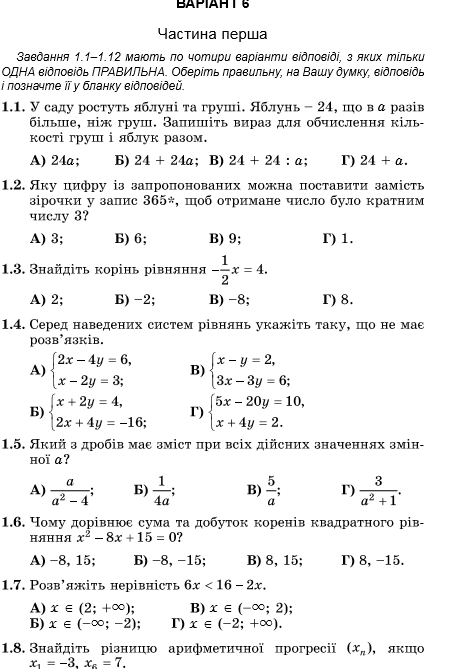 ВАРІАНТ 6
Частина перша
Завдання 1.1–1.12 мають по чотири варіанти відповіді, з яких тільки
ОДНА відповідь ПРАВИЛЬНА. Оберіть правильну, на Вашу думку, відповідь
і позначте її у бланку відповідей.
1.1. У саду ростуть яблуні та груші. Яблунь – 24, що в a разів
більше, ніж груш. Запишіть вираз для обчислення кіль-
кості груш і яблук разом.
А) 24a; Б) 24 + 24a; В) 24 + 24 : a; Г) 24 + a.
1.2. Яку цифру із запропонованих можна поставити замість
зірочки у запис 365*, щоб отримане число було кратним
числу 3?
А) 3; Б) 6; В) 9; Г) 1.
1.3. Знайдіть корінь рівняння –1/2 x = 4.
А) 2; Б) –2; В) –8; Г) 8.
1.4. Серед наведених систем рівнянь укажіть таку, що не має
розв’язків.
А) { 2x – 4y = 6, В) { x – y = 2,
x – 2y = 3; 3x – 3y = 6;
Б) { x + 2y = 4, Г) { 5x – 20y = 10,
2x + 4y = –16; x + 4y = 2.
1.5. Який з дробів має зміст при всіх дійсних значеннях змін-
ної a?
А) a/(a² – 4); Б) 1/(4a); В) 5/a; Г) 3/(a² + 1).
1.6. Чому дорівнює сума та добуток коренів квадратного рів-
няння x² – 8x + 15 = 0?
А) –8, 15; Б) –8, –15; В) 8, 15; Г) 8, –15.
1.7. Розв’яжіть нерівність 6x < 16 – 2x.
А) x ∈ (2; +∞); В) x ∈ (–∞; 2);
Б) x ∈ (–∞; –2); Г) x ∈ (–2; +∞).
1.8. Знайдіть різницю арифметичної прогресії (xₙ), якщо
x₁ = –3, x₆ = 7.